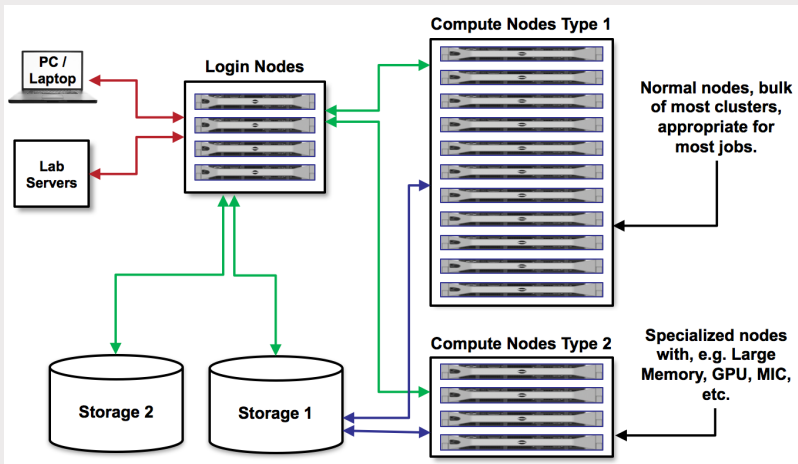 Compute Nodes Type 1
PC /
Laptop
Login Nodes
Normal nodes, bulk
of most clusters,
appropriate for
most jobs.
Lab
Servers
Compute Nodes Type 2
Specialized nodes
with, e.g. Large
Memory, GPU, MIC,
etc.
Storage 2
Storage 1